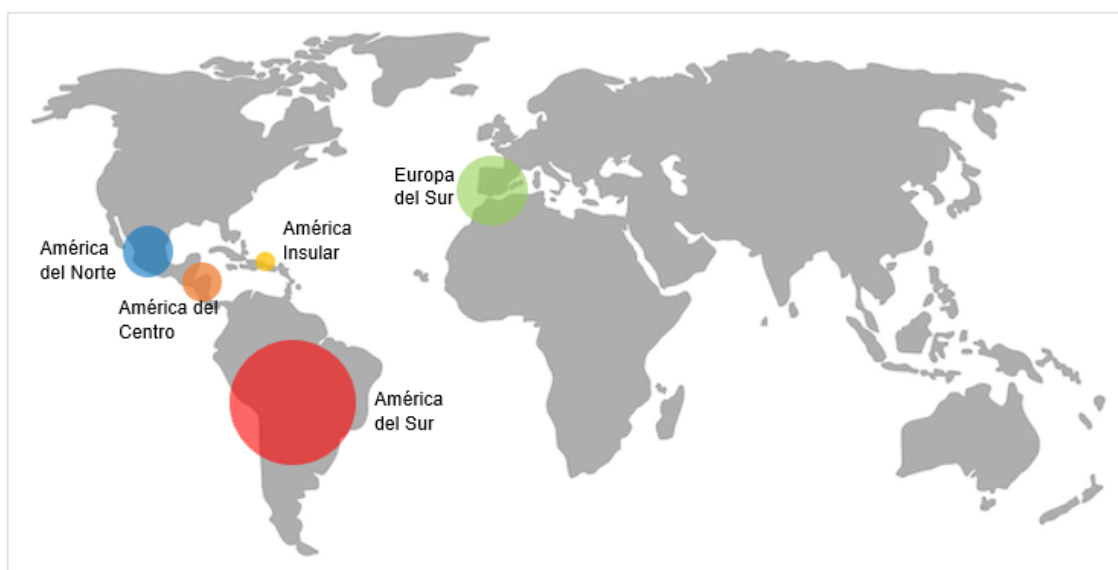 Europa
del Sur
América
Insular
América
del Norte
América del
Centro
América
del Sur